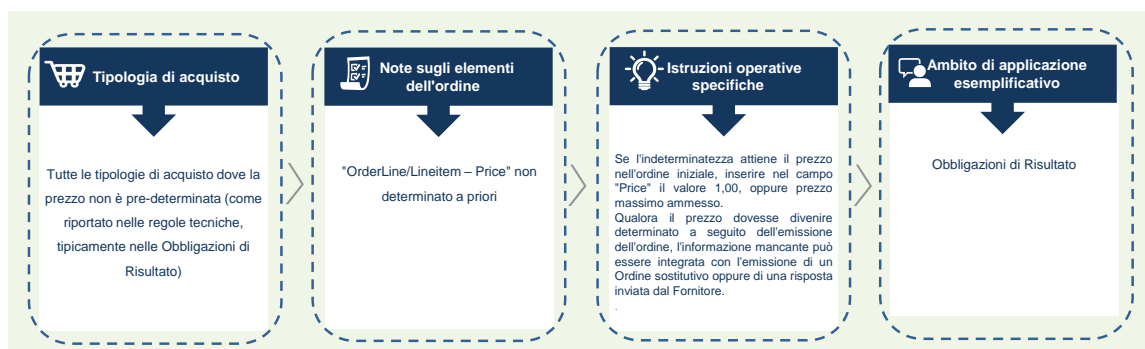 Tipologia di acquisto
Tutte le tipologie di acquisto dove la
prezzo non è pre-determinata (come
riportato nelle regole tecniche,
tipicamente nelle Obbligazioni di
Risultato)
Note sugli elementi
dell'ordine
"OrderLine/Lineitem – Price" non
determinato a priori
Istruzioni operative
specifiche
Se l'indeterminatezza attiene il prezzo
nell'ordine iniziale, inserire nel campo
"Price" il valore 1,00, oppure prezzo
massimo ammesso.
Qualora il prezzo dovesse divenire
determinato a seguito dell'emissione
dell'ordine, l'informazione mancante può
essere integrata con l'emissione di un
Ordine sostitutivo oppure di una risposta
inviata dal Fornitore.
.
Ambito di applicazione
esemplificativo
Obbligazioni di Risultato